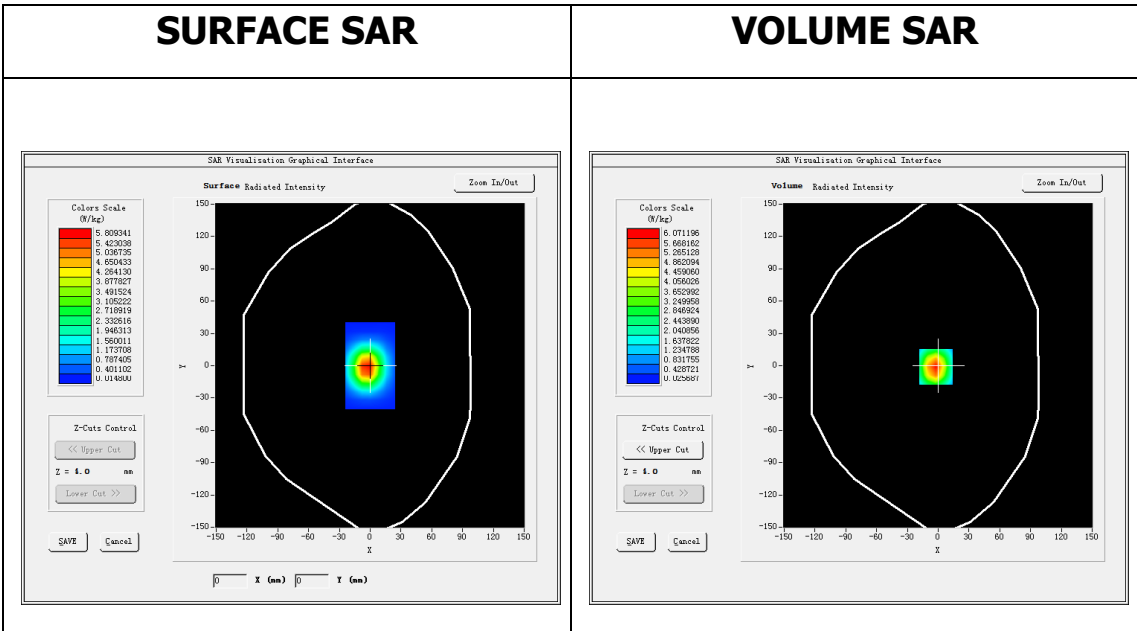 SURFACE SAR
VOLUME SAR
SAR Visualisation Graphical Interface
Surface Radiated Intensity
Zoom In/Out
Colors Scale
(W/kg)
5.809341
5.423038
5.036735
4.650433
4.264130
3.877827
3.491524
3.105222
2.718919
2.332616
1.946313
1.560011
1.173708
0.787405
0.401102
0.014800
Z-Cuts Control
<< Upper Cut
Z = mm
Lower Cut >>
SAVE Cancel
150
120
90
60
30
0
-30
-60
-90
-120
-150
Y
-150 -120 -90 -60 -30 0 30 60 90 120 150
X
0 X (mm) 0 Y (mm)
SAR Visualisation Graphical Interface
Volume Radiated Intensity
Zoom In/Out
Colors Scale
(W/kg)
6.071196
5.668162
5.265128
4.862094
4.459060
4.056026
3.652992
3.249958
2.846924
2.443890
2.040856
1.637822
1.234788
0.831755
0.428721
0.025687
Z-Cuts Control
<< Upper Cut
Z = mm
Lower Cut >>
SAVE Cancel
150
120
90
60
30
0
-30
-60
-90
-120
-150
Y
-150 -120 -90 -60 -30 0 30 60 90 120 150
X